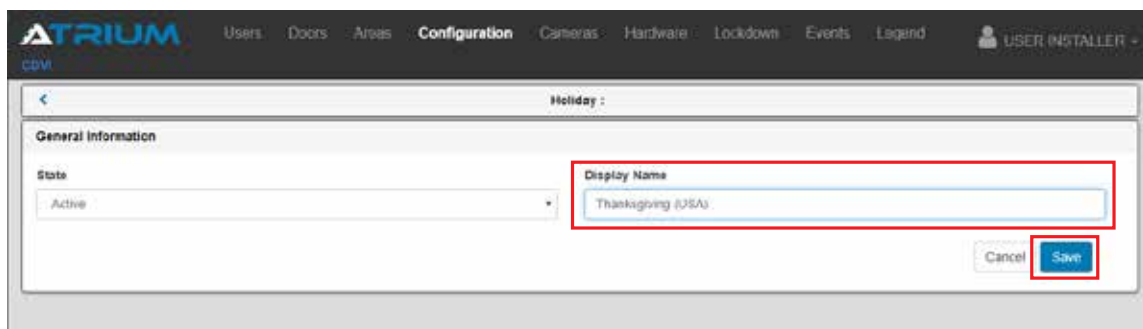 ATRIUM Users Doors Areas Configuration Cameras Hardware Lockdown Events Legend USER INSTALLER
CDVI
Holiday :
General Information
State Display Name
Active Thanksgiving (USA)
Cancel Save